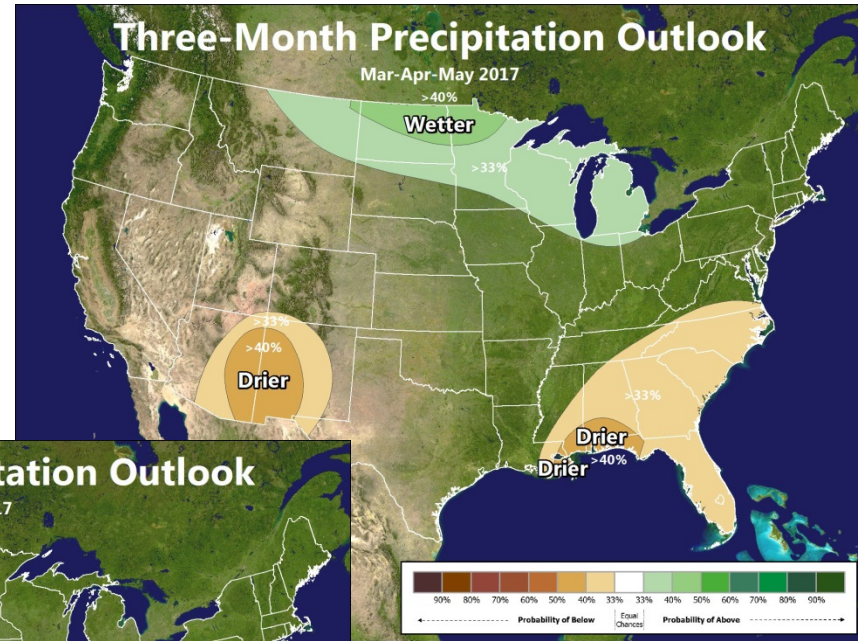 Three-Month Precipitation Outlook
Mar-Apr-May 2017
>40%
Wetter
>33%
>33%
>40%
Drier
>33%
Drier
>40%
Drier
tation Outlook
17
90% 80% 70% 60% 50% 40% 33% 33% 40% 50% 60% 70% 80% 90%
Probability of Below Equal Chances Probability of Above